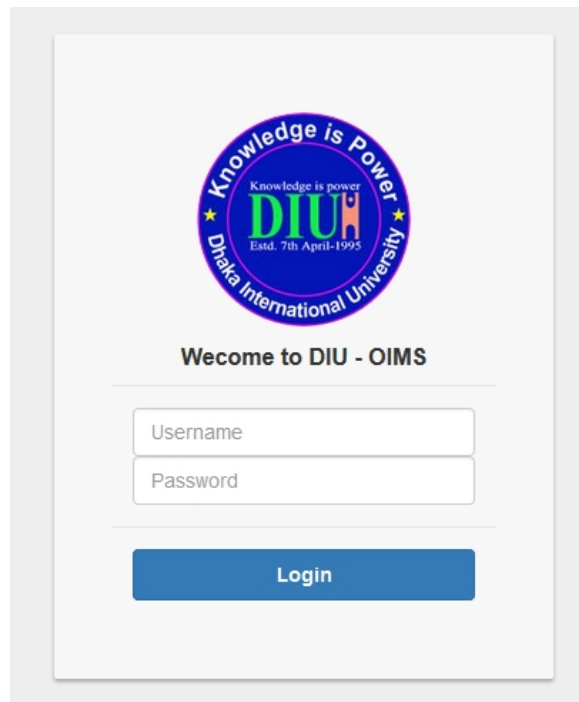 Knowledge is Power
Knowledge is power
DIU
Estd. 7th April-1995
Dhaka International University
Wecome to DIU - OIMS
Username
Password
Login